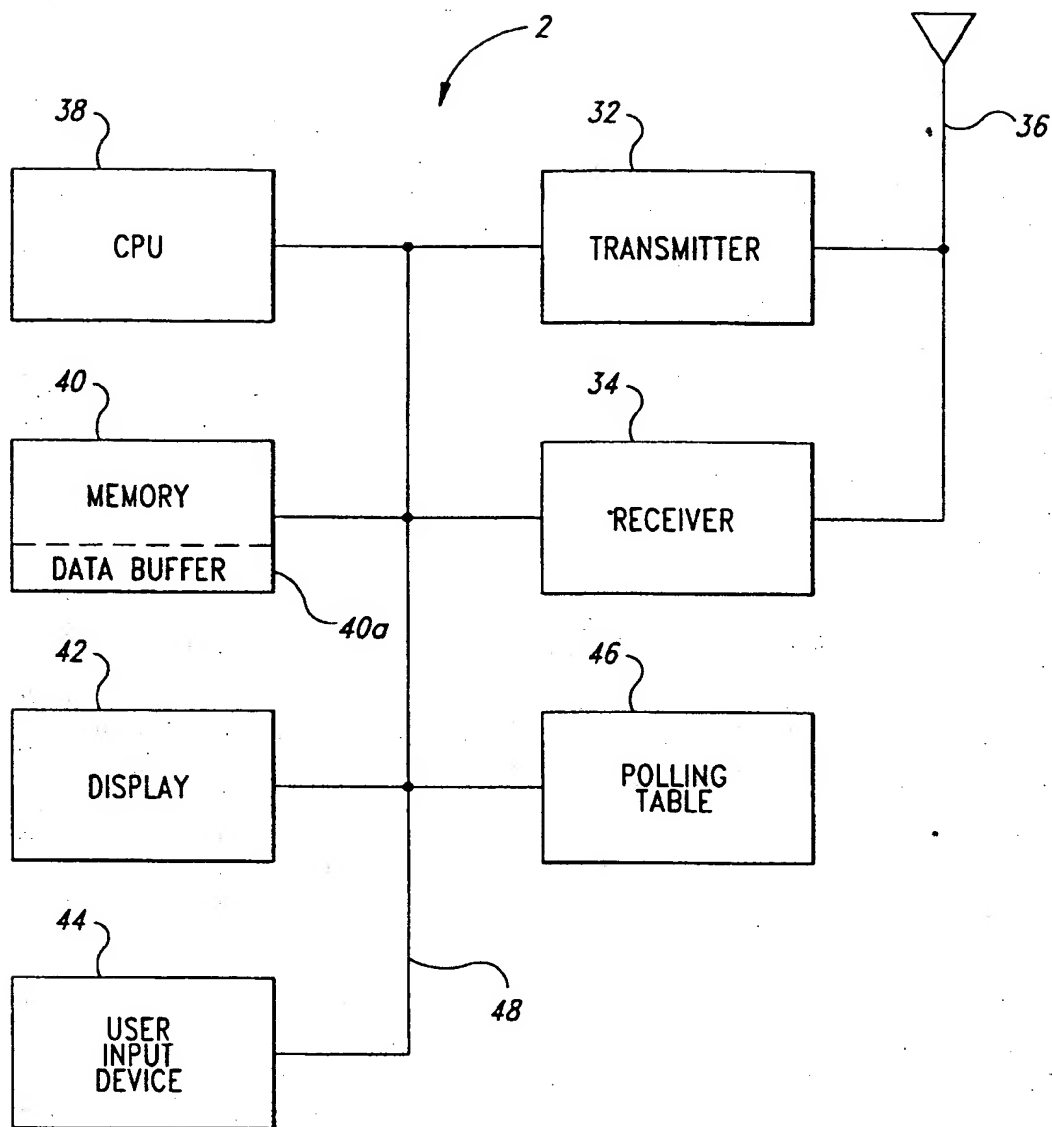 2
38
CPU
32
TRANSMITTER
36
40
MEMORY
DATA BUFFER
40a
34
RECEIVER
42
DISPLAY
46
POLLING
TABLE
44
USER
INPUT
DEVICE
48